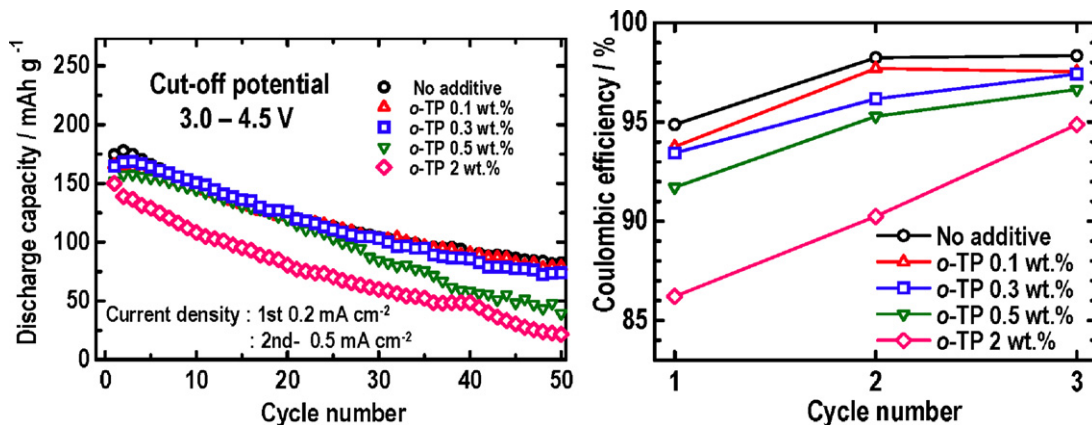 Discharge capacity / mAh g⁻¹
250
200
150
100
50
0
Cut-off potential
3.0 – 4.5 V
No additive
o-TP 0.1 wt.%
o-TP 0.3 wt.%
o-TP 0.5 wt.%
o-TP 2 wt.%
Current density : 1st 0.2 mA cm⁻²
: 2nd- 0.5 mA cm⁻²
0 10 20 30 40 50
Cycle number
Coulombic efficiency / %
100
95
90
85
No additive
o-TP 0.1 wt.%
o-TP 0.3 wt.%
o-TP 0.5 wt.%
o-TP 2 wt.%
1 2 3
Cycle number